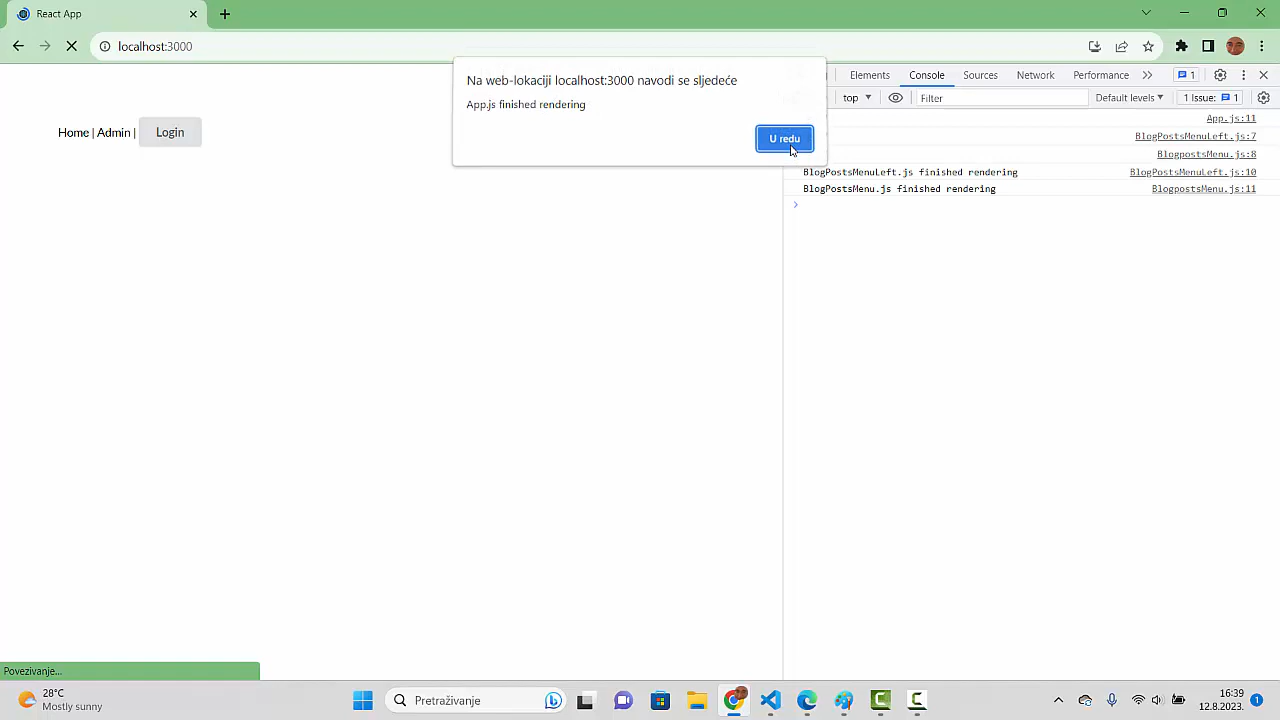 React App
localhost:3000
Na web-lokaciji localhost:3000 navodi se sljedeće
App.js finished rendering
U redu
Home | Admin | Login
Elements Console Sources Network Performance 1
top Filter Default levels 1 Issue: 1
App.js:11
BlogPostsMenuLeft.js:7
BlogpostsMenu.js:8
BlogPostsMenuLeft.js finished rendering BlogPostsMenuLeft.js:10
BlogPostsMenu.js finished rendering BlogpostsMenu.js:11
Povezivanje...
28°C
Mostly sunny
Pretraživanje
16:39
12.8.2023.
1